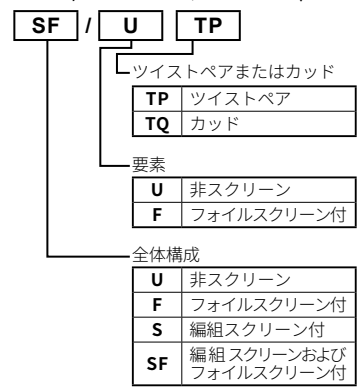 SF / U TP
ツイストペアまたはカッド
TP ツイストペア
TQ カッド
要素
U 非スクリーン
F フォイルスクリーン付
全体構成
U 非スクリーン
F フォイルスクリーン付
S 編組スクリーン付
SF 編組スクリーンおよび
フォイルスクリーン付